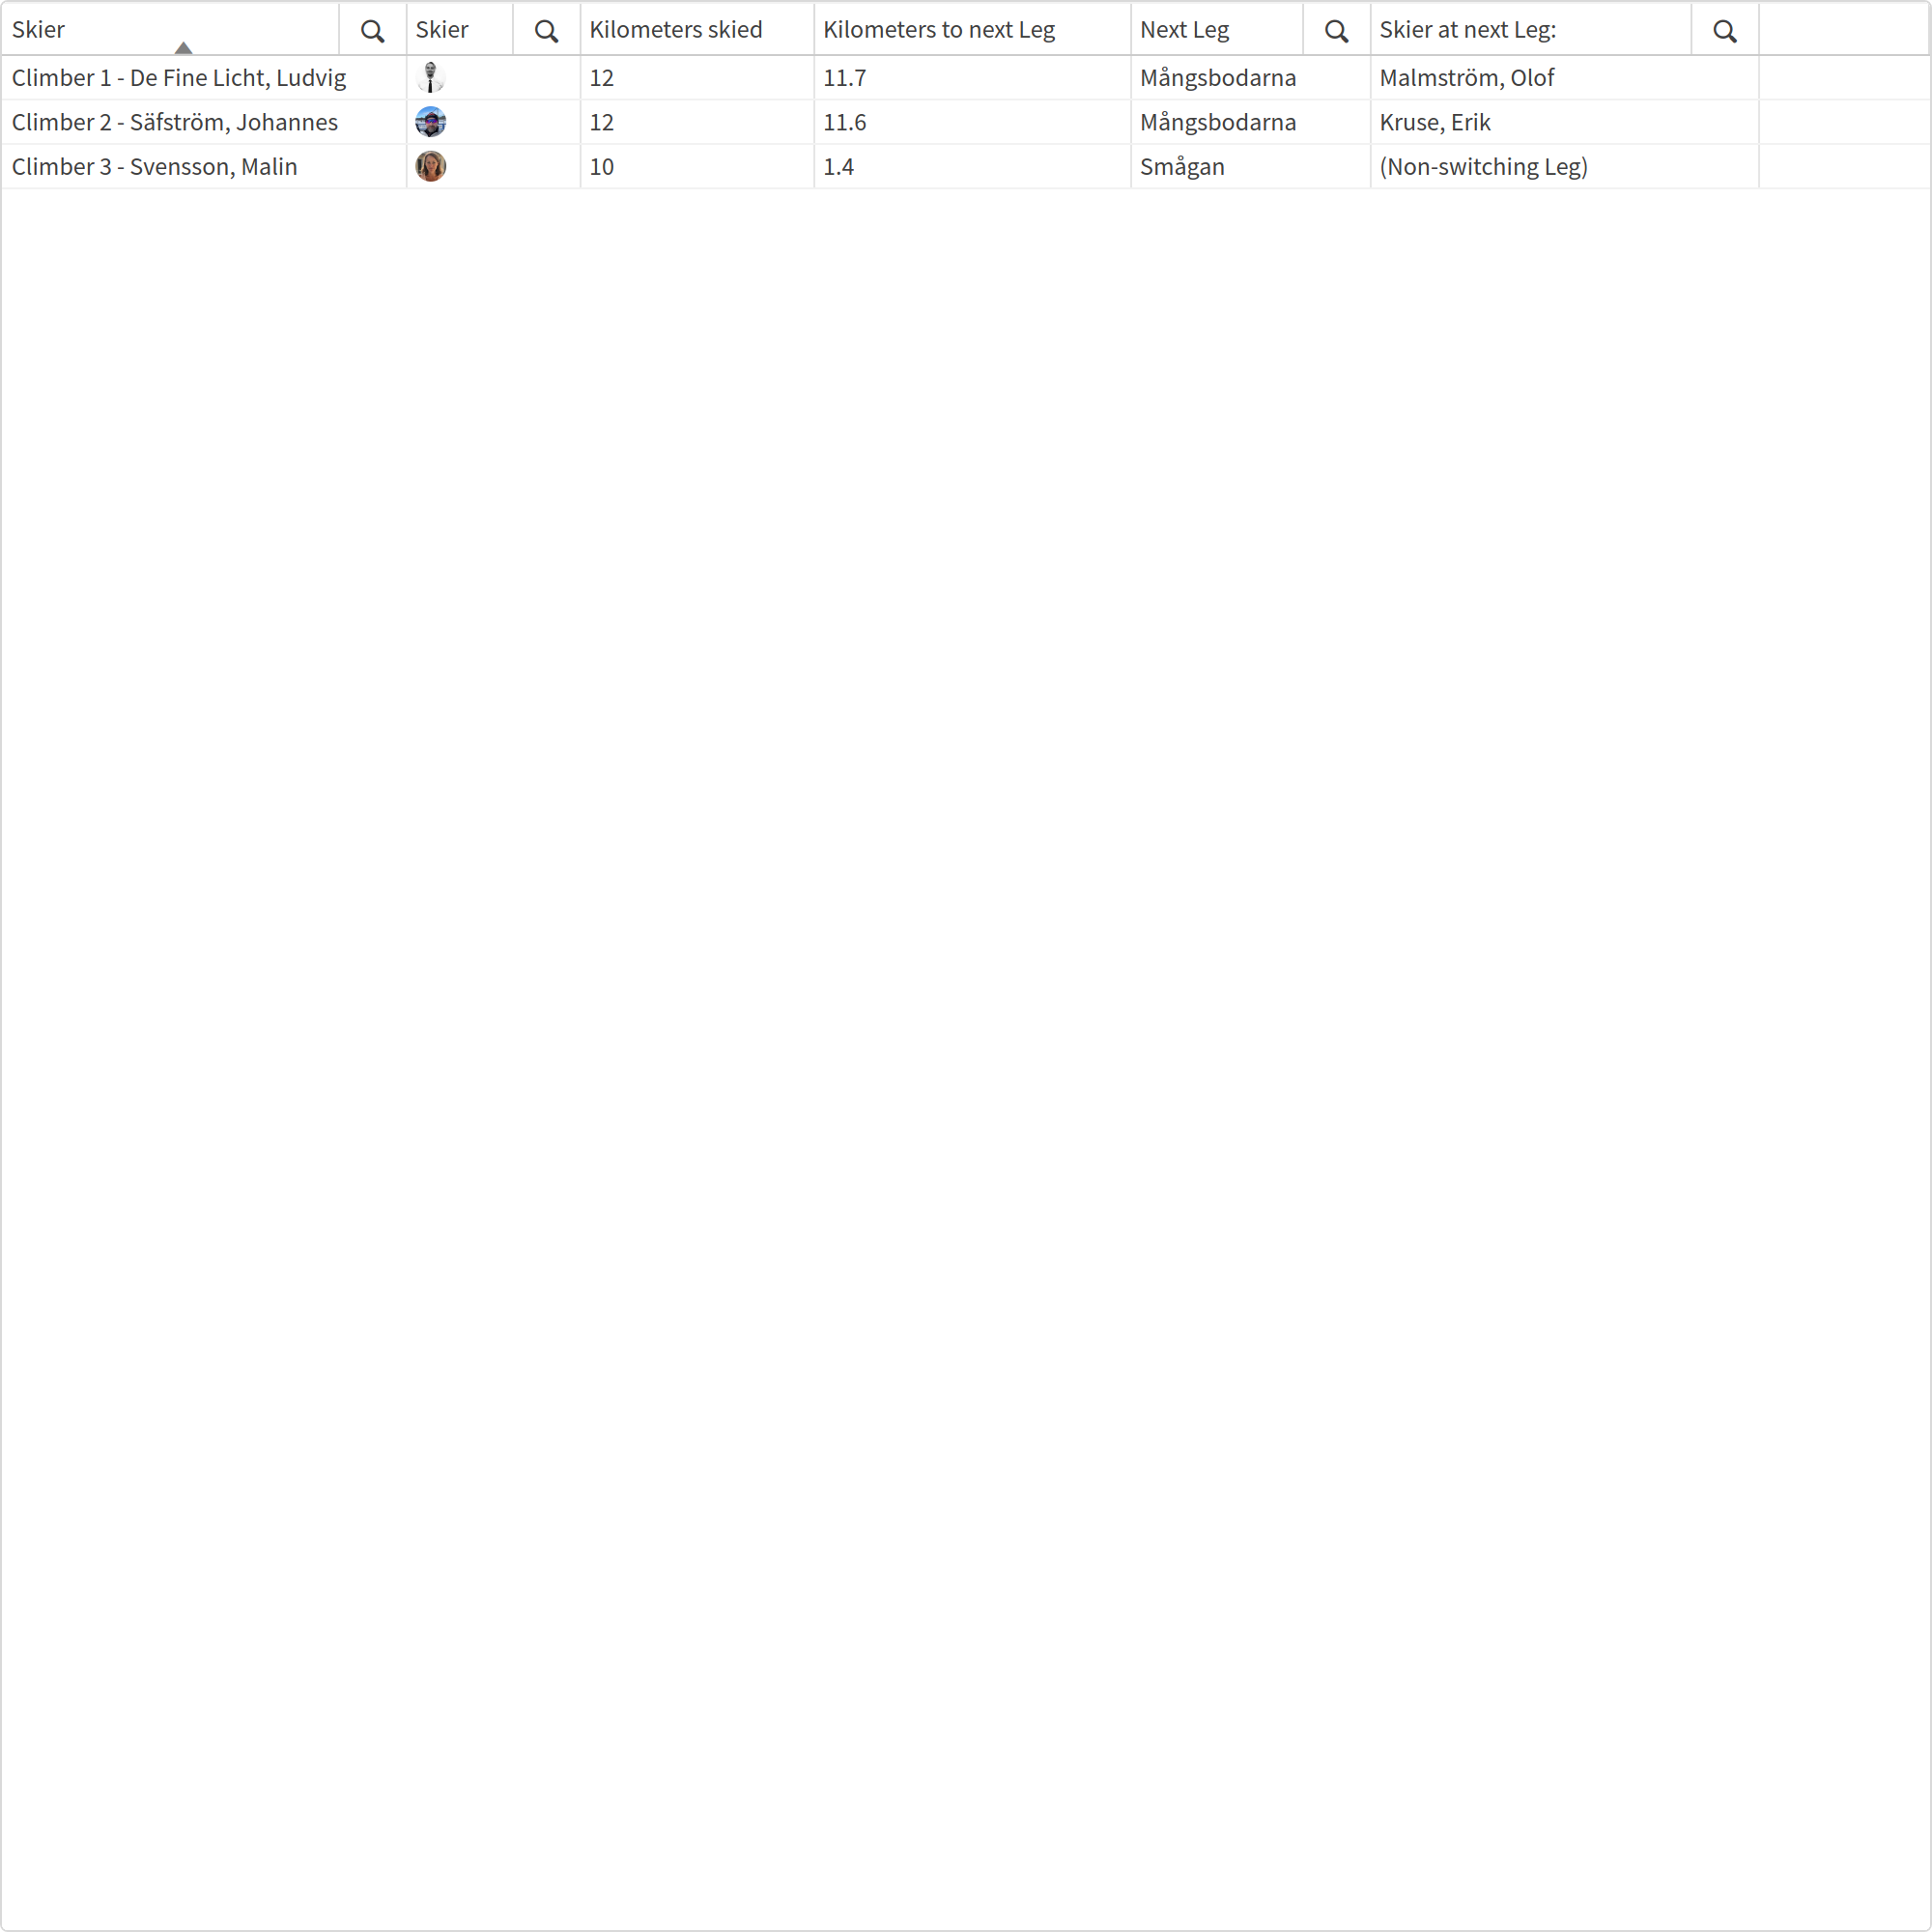 Skier Skier Kilometers skied Kilometers to next Leg Next Leg Skier at next Leg:
Climber 1 - De Fine Licht, Ludvig 12 11.7 Mångsbodarna Malmström, Olof
Climber 2 - Säfström, Johannes 12 11.6 Mångsbodarna Kruse, Erik
Climber 3 - Svensson, Malin 10 1.4 Smågan (Non-switching Leg)